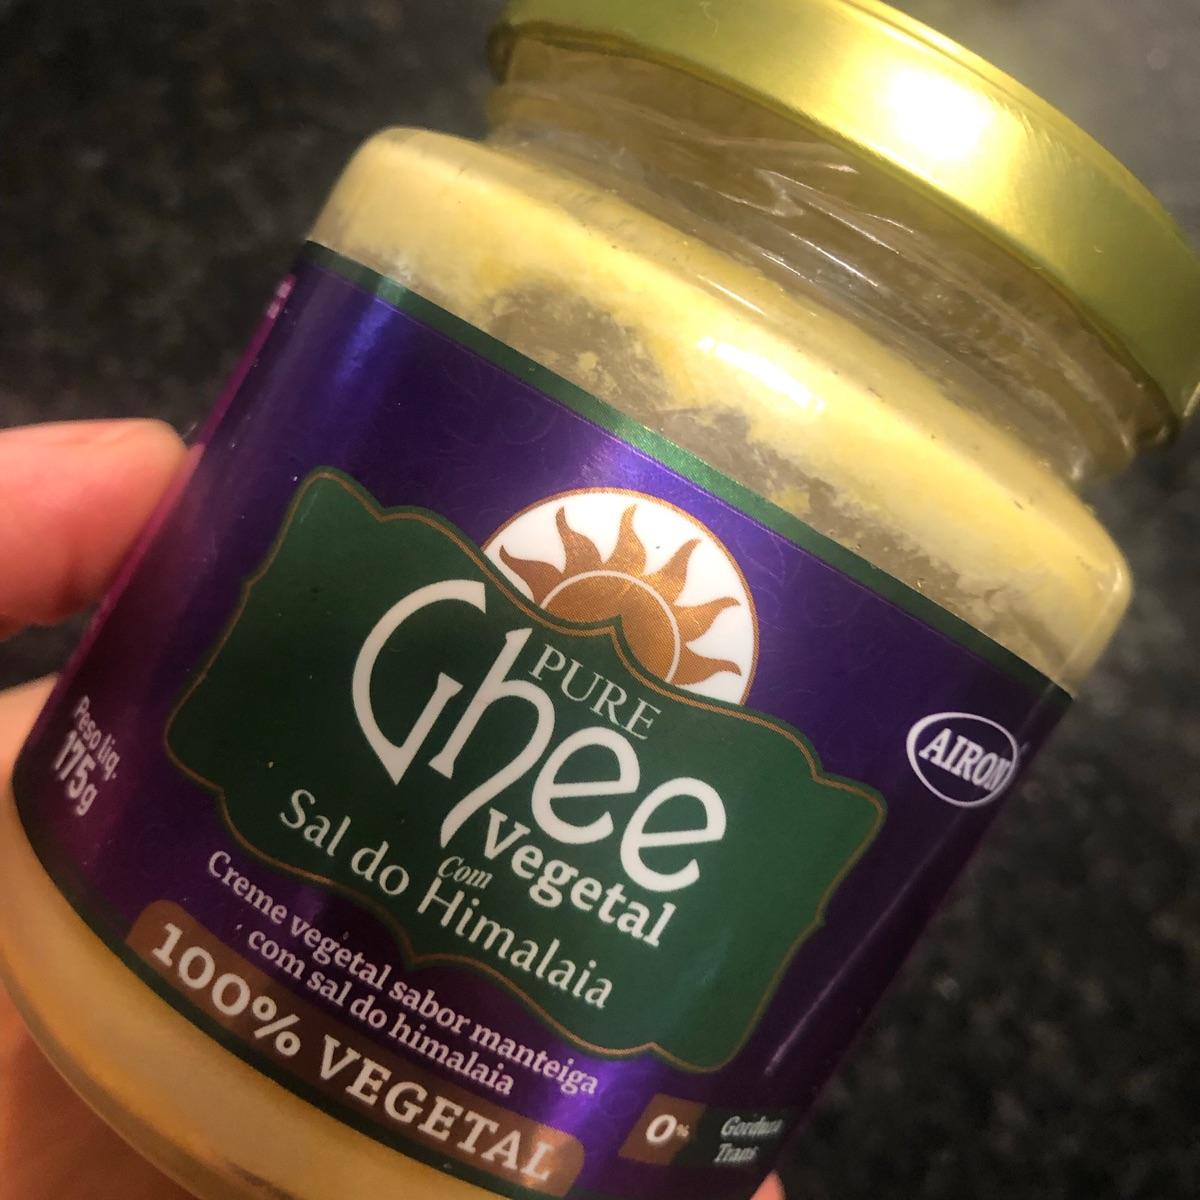 PURE
Ghee
vegetal
Com
Sal do Himalaia
Creme vegetal sabor manteiga
com sal do himalaia
100% VEGETAL
Peso líq.
175g
AIRON
0%
Gordura
Trans